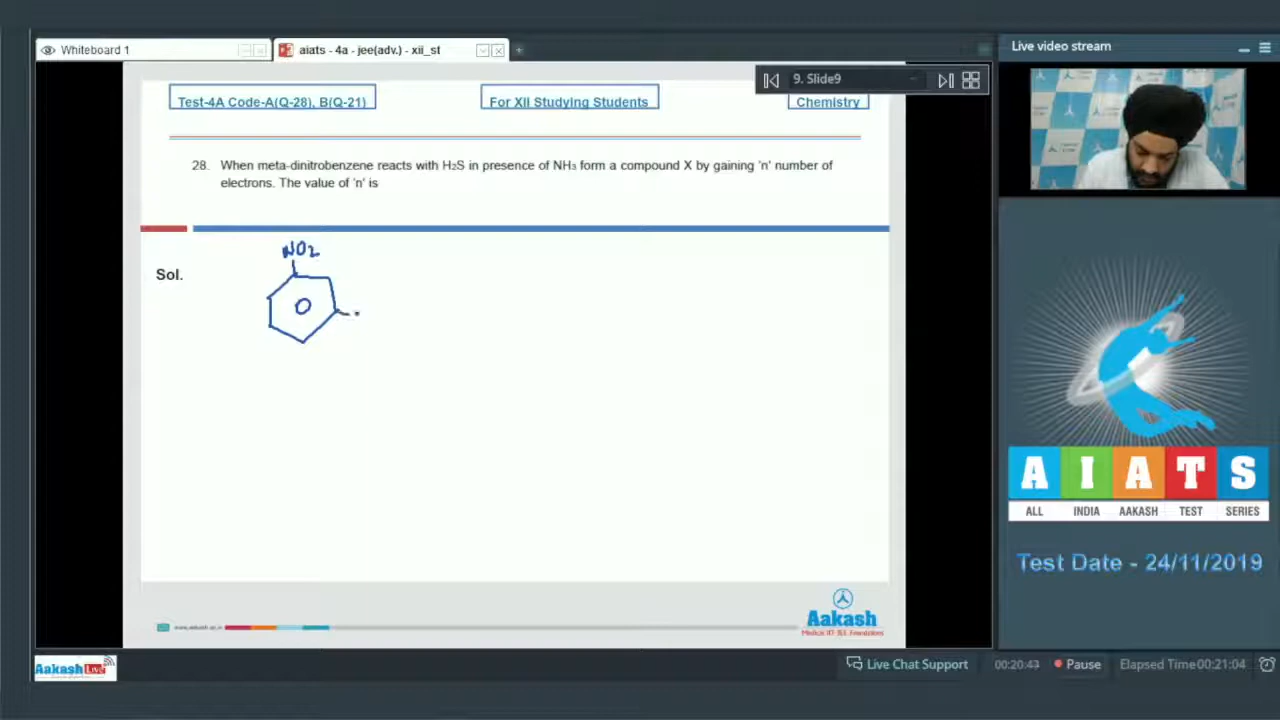 Whiteboard 1
aiats - 4a - jee(adv.) - xii_st
Live video stream
9. Slide9
Test-4A Code-A(Q-28), B(Q-21)
For XII Studying Students
Chemistry
28. When meta-dinitrobenzene reacts with H₂S in presence of NH₃ form a compound X by gaining 'n' number of
electrons. The value of 'n' is
NO₂
Sol.
A I A T S
ALL INDIA AAKASH TEST SERIES
Test Date - 24/11/2019
Aakash
Medical IIT-JEE Foundations
Aakash Live
Live Chat Support
00:20:43
Pause
Elapsed Time 00:21:04